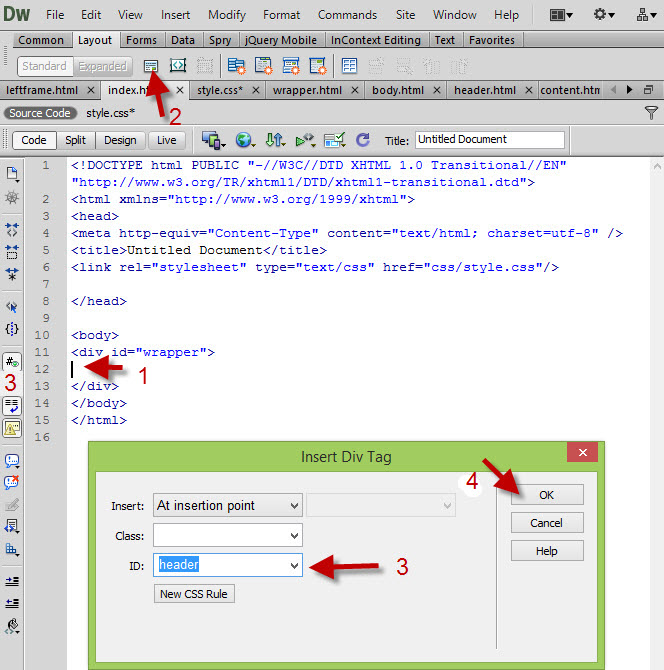 Dw File Edit View Insert Modify Format Commands Site Window Help
Common Layout Forms Data Spry jQuery Mobile InContext Editing Text Favorites
Standard Expanded
leftframe.html index.h style.css* wrapper.html body.html header.html content.htm
2
Source Code style.css*
Code Split Design Live Title: Untitled Document
1 <!DOCTYPE html PUBLIC "-//W3C//DTD XHTML 1.0 Transitional//EN"
"http://www.w3.org/TR/xhtml1/DTD/xhtml1-transitional.dtd">
2 <html xmlns="http://www.w3.org/1999/xhtml">
3 <head>
4 <meta http-equiv="Content-Type" content="text/html; charset=utf-8" />
5 <title>Untitled Document</title>
6 <link rel="stylesheet" type="text/css" href="css/style.css"/>
7
8 </head>
9
10 <body>
11 <div id="wrapper">
12
1
3
13 </div>
14 </body>
15 </html>
16
Insert Div Tag
4
Insert: At insertion point
OK
Class:
Cancel
ID: header
3
Help
New CSS Rule